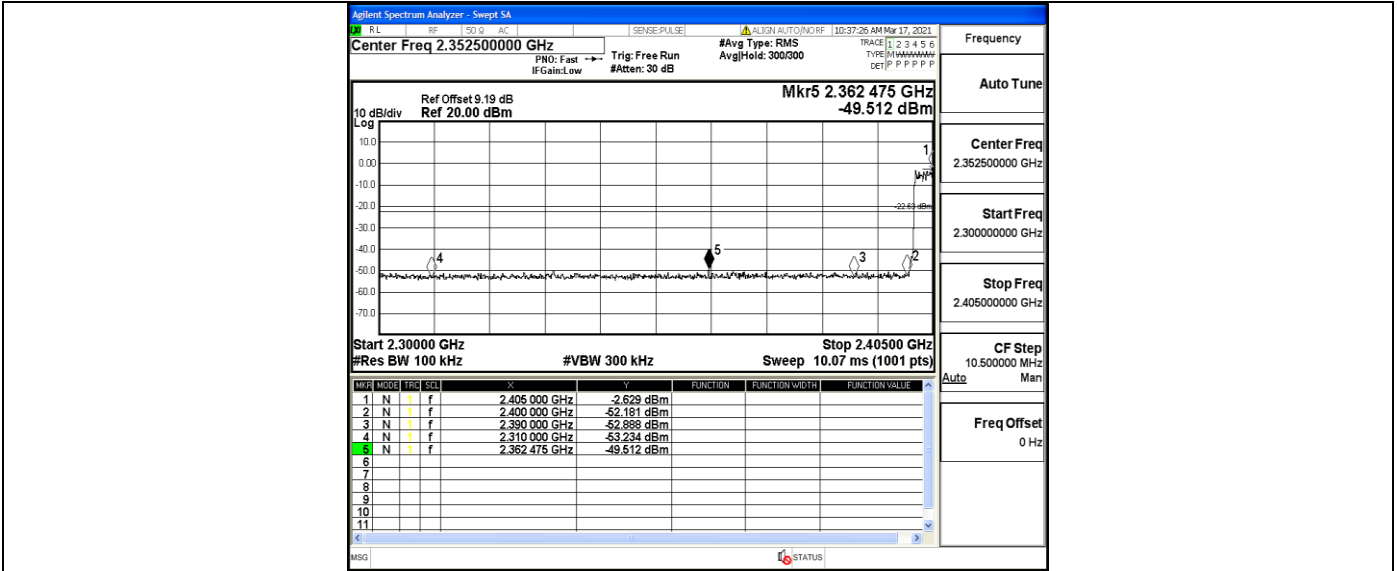 Agilent Spectrum Analyzer - Swept SA
RL RF 50 Ω AC SENSE:PULSE ALIGN AUTO/NO RF 10:37:26 AM Mar 17, 2021
Center Freq 2.352500000 GHz
PNO: Fast
IFGain:Low
Trig: Free Run
#Atten: 30 dB
#Avg Type: RMS
Avg|Hold: 300/300
TRACE 1 2 3 4 5 6
TYPE M
DET P P P P P P
Mkr5 2.362 475 GHz
-49.512 dBm
Ref Offset 9.19 dB
10 dB/div Ref 20.00 dBm
Log
10.0
0.00
-10.0
-20.0
-30.0
-40.0
-50.0
-60.0
-70.0
1
-22.63 dBm
4
5
3
2
Start 2.30000 GHz Stop 2.40500 GHz
#Res BW 100 kHz #VBW 300 kHz Sweep 10.07 ms (1001 pts)
MKR MODE TRC SCL X Y FUNCTION FUNCTION WIDTH FUNCTION VALUE
1 N 1 f 2.405 000 GHz -2.629 dBm
2 N 1 f 2.400 000 GHz -52.181 dBm
3 N 1 f 2.390 000 GHz -52.888 dBm
4 N 1 f 2.310 000 GHz -53.234 dBm
5 N 1 f 2.362 475 GHz -49.512 dBm
6
7
8
9
10
11
MSG STATUS
Frequency
Auto Tune
Center Freq
2.352500000 GHz
Start Freq
2.300000000 GHz
Stop Freq
2.405000000 GHz
CF Step
10.500000 MHz
Auto Man
Freq Offset
0 Hz